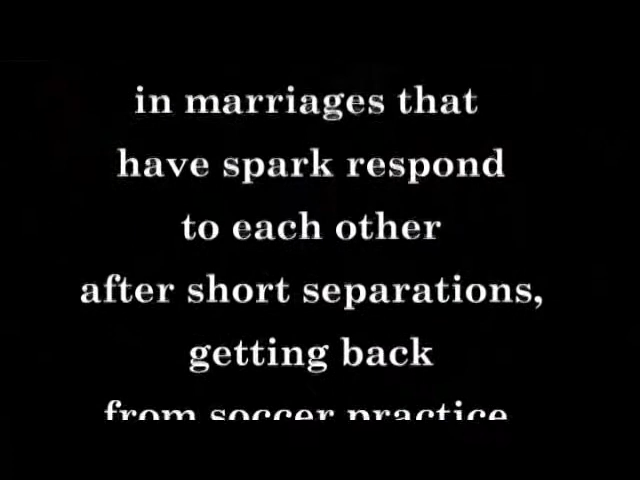 in marriages that
have spark respond
to each other
after short separations,
getting back
from soccer practice